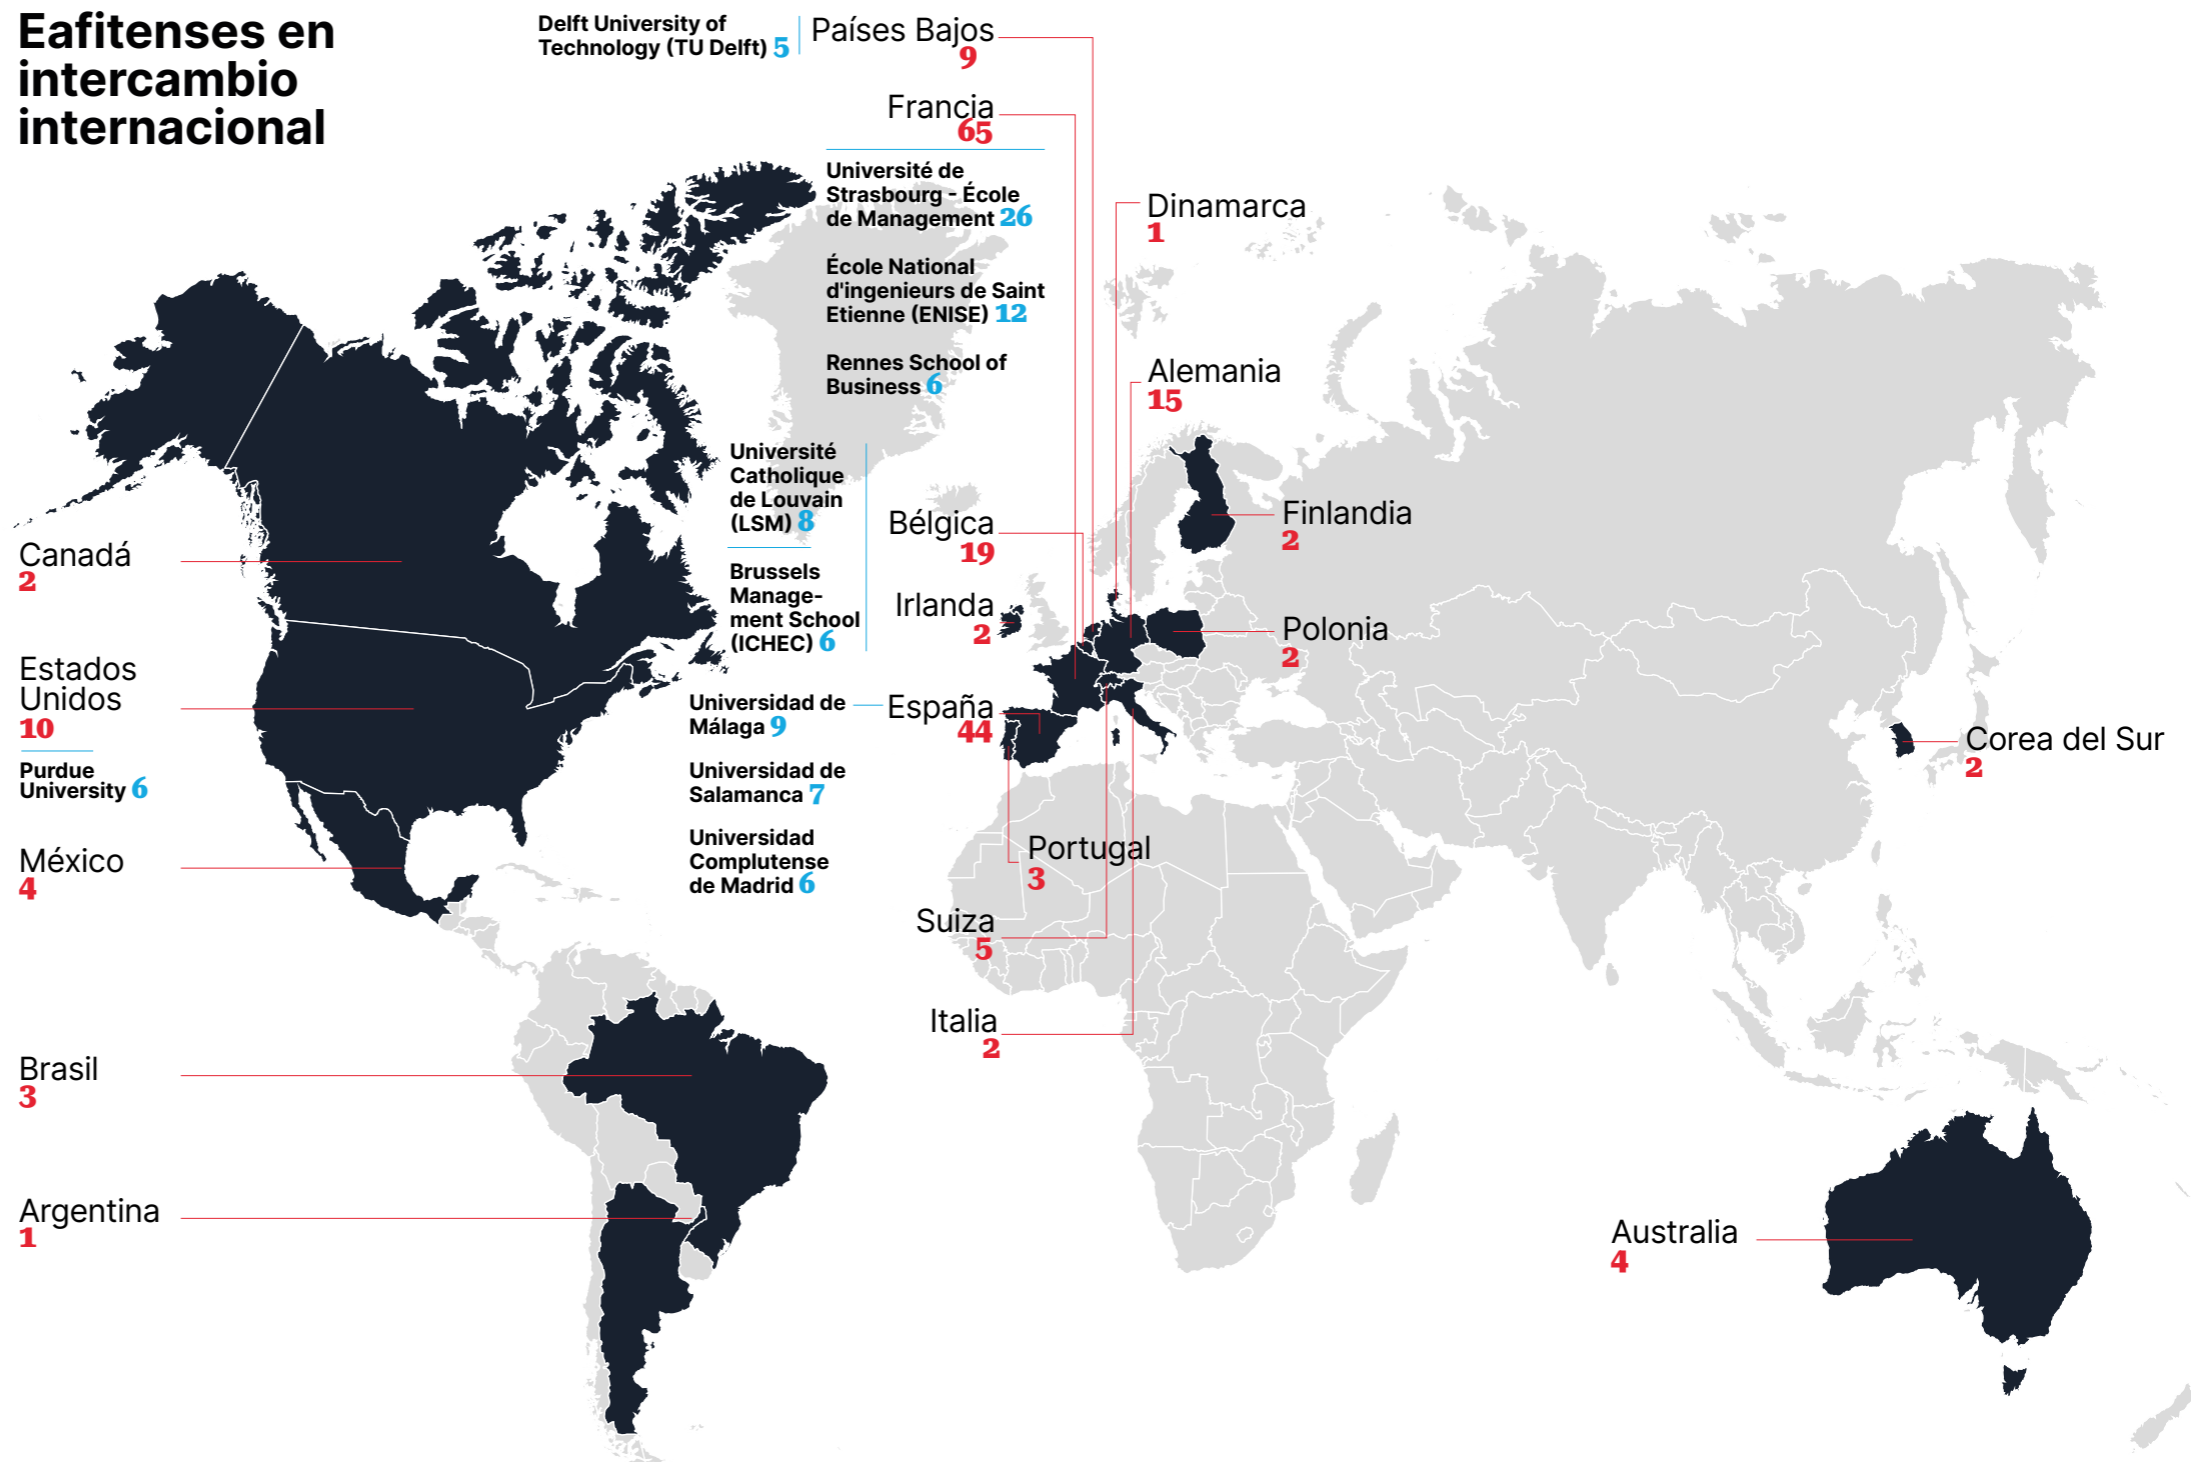 Eafitenses en
intercambio
internacional
Delft University of
Technology (TU Delft) 5
Países Bajos
9
Francia
65
Université de
Strasbourg - École
de Management 26
École National
d'ingenieurs de Saint
Etienne (ENISE) 12
Rennes School of
Business 6
Dinamarca
1
Alemania
15
Université
Catholique
de Louvain
(LSM) 8
Brussels
Manage-
ment School
(ICHEC) 6
Bélgica
19
Irlanda
2
Finlandia
2
Polonia
2
Canadá
2
Estados
Unidos
10
Purdue
University 6
México
4
Universidad de
Málaga 9
Universidad de
Salamanca 7
Universidad
Complutense
de Madrid 6
España
44
Corea del Sur
2
Portugal
3
Suiza
5
Italia
2
Brasil
3
Argentina
1
Australia
4